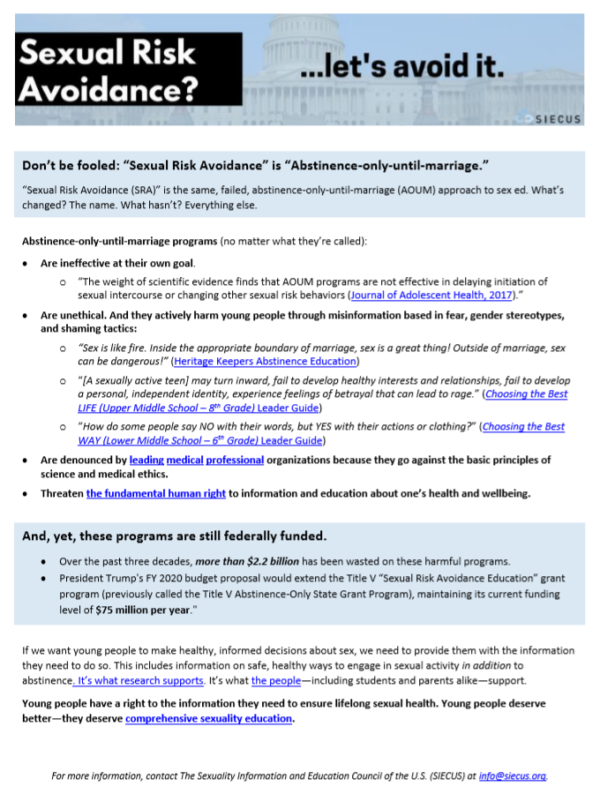 Sexual Risk
Avoidance?
...let's avoid it.
SIECUS
Don't be fooled: "Sexual Risk Avoidance" is "Abstinence-only-until-marriage."
"Sexual Risk Avoidance (SRA)" is the same, failed, abstinence-only-until-marriage (AOUM) approach to sex ed. What's
changed? The name. What hasn't? Everything else.
Abstinence-only-until-marriage programs (no matter what they're called):
• Are ineffective at their own goal.
o "The weight of scientific evidence finds that AOUM programs are not effective in delaying initiation of
sexual intercourse or changing other sexual risk behaviors (Journal of Adolescent Health, 2017)."
• Are unethical. And they actively harm young people through misinformation based in fear, gender stereotypes,
and shaming tactics:
o "Sex is like fire. Inside the appropriate boundary of marriage, sex is a great thing! Outside of marriage, sex
can be dangerous!" (Heritage Keepers Abstinence Education)
o "[A sexually active teen] may turn inward, fail to develop healthy interests and relationships, fail to develop
a personal, independent identity, experience feelings of betrayal that can lead to rage." (Choosing the Best
LIFE (Upper Middle School – 8th Grade) Leader Guide)
o "How do some people say NO with their words, but YES with their actions or clothing?" (Choosing the Best
WAY (Lower Middle School – 6th Grade) Leader Guide)
• Are denounced by leading medical professional organizations because they go against the basic principles of
science and medical ethics.
• Threaten the fundamental human right to information and education about one's health and wellbeing.
And, yet, these programs are still federally funded.
• Over the past three decades, more than $2.2 billion has been wasted on these harmful programs.
• President Trump's FY 2020 budget proposal would extend the Title V "Sexual Risk Avoidance Education" grant
program (previously called the Title V Abstinence-Only State Grant Program), maintaining its current funding
level of $75 million per year."
If we want young people to make healthy, informed decisions about sex, we need to provide them with the information
they need to do so. This includes information on safe, healthy ways to engage in sexual activity in addition to
abstinence. It's what research supports. It's what the people—including students and parents alike—support.
Young people have a right to the information they need to ensure lifelong sexual health. Young people deserve
better—they deserve comprehensive sexuality education.
For more information, contact The Sexuality Information and Education Council of the U.S. (SIECUS) at info@siecus.org.